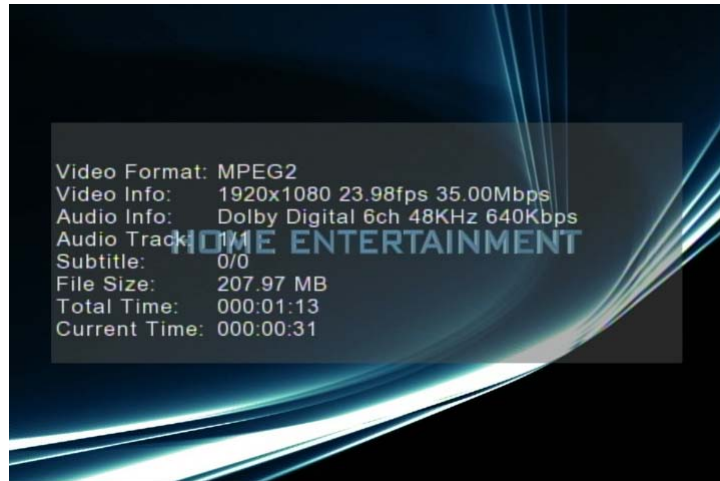 Video Format: MPEG2
Video Info: 1920x1080 23.98fps 35.00Mbps
Audio Info: Dolby Digital 6ch 48KHz 640Kbps
Audio Track: 1/1
HOME ENTERTAINMENT
Subtitle: 0/0
File Size: 207.97 MB
Total Time: 000:01:13
Current Time: 000:00:31